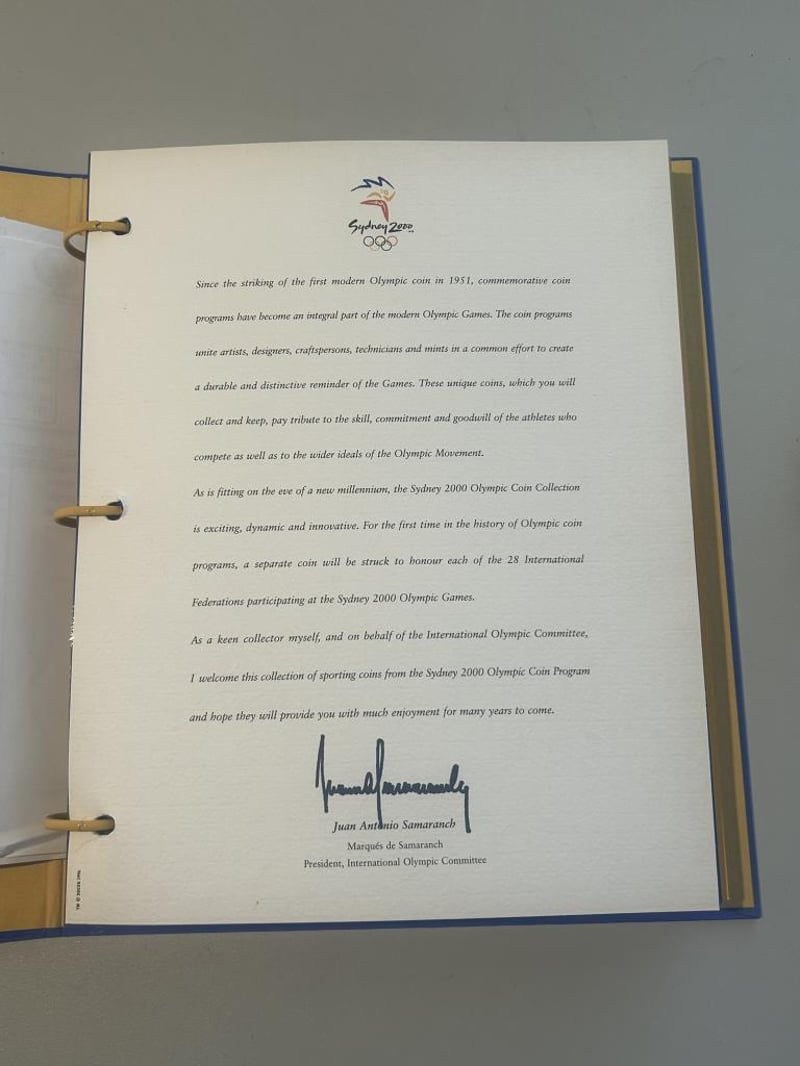 Sydney 2000
Since the striking of the first modern Olympic coin in 1951, commemorative coin
programs have become an integral part of the modern Olympic Games. The coin programs
unite artists, designers, craftspersons, technicians and mints in a common effort to create
a durable and distinctive reminder of the Games. These unique coins, which you will
collect and keep, pay tribute to the skill, commitment and goodwill of the athletes who
compete as well as to the wider ideals of the Olympic Movement.
As is fitting on the eve of a new millennium, the Sydney 2000 Olympic Coin Collection
is exciting, dynamic and innovative. For the first time in the history of Olympic coin
programs, a separate coin will be struck to honour each of the 28 International
Federations participating at the Sydney 2000 Olympic Games.
As a keen collector myself, and on behalf of the International Olympic Committee,
I welcome this collection of sporting coins from the Sydney 2000 Olympic Coin Program
and hope they will provide you with much enjoyment for many years to come.
Juan Antonio Samaranch
Marqués de Samaranch
President, International Olympic Committee